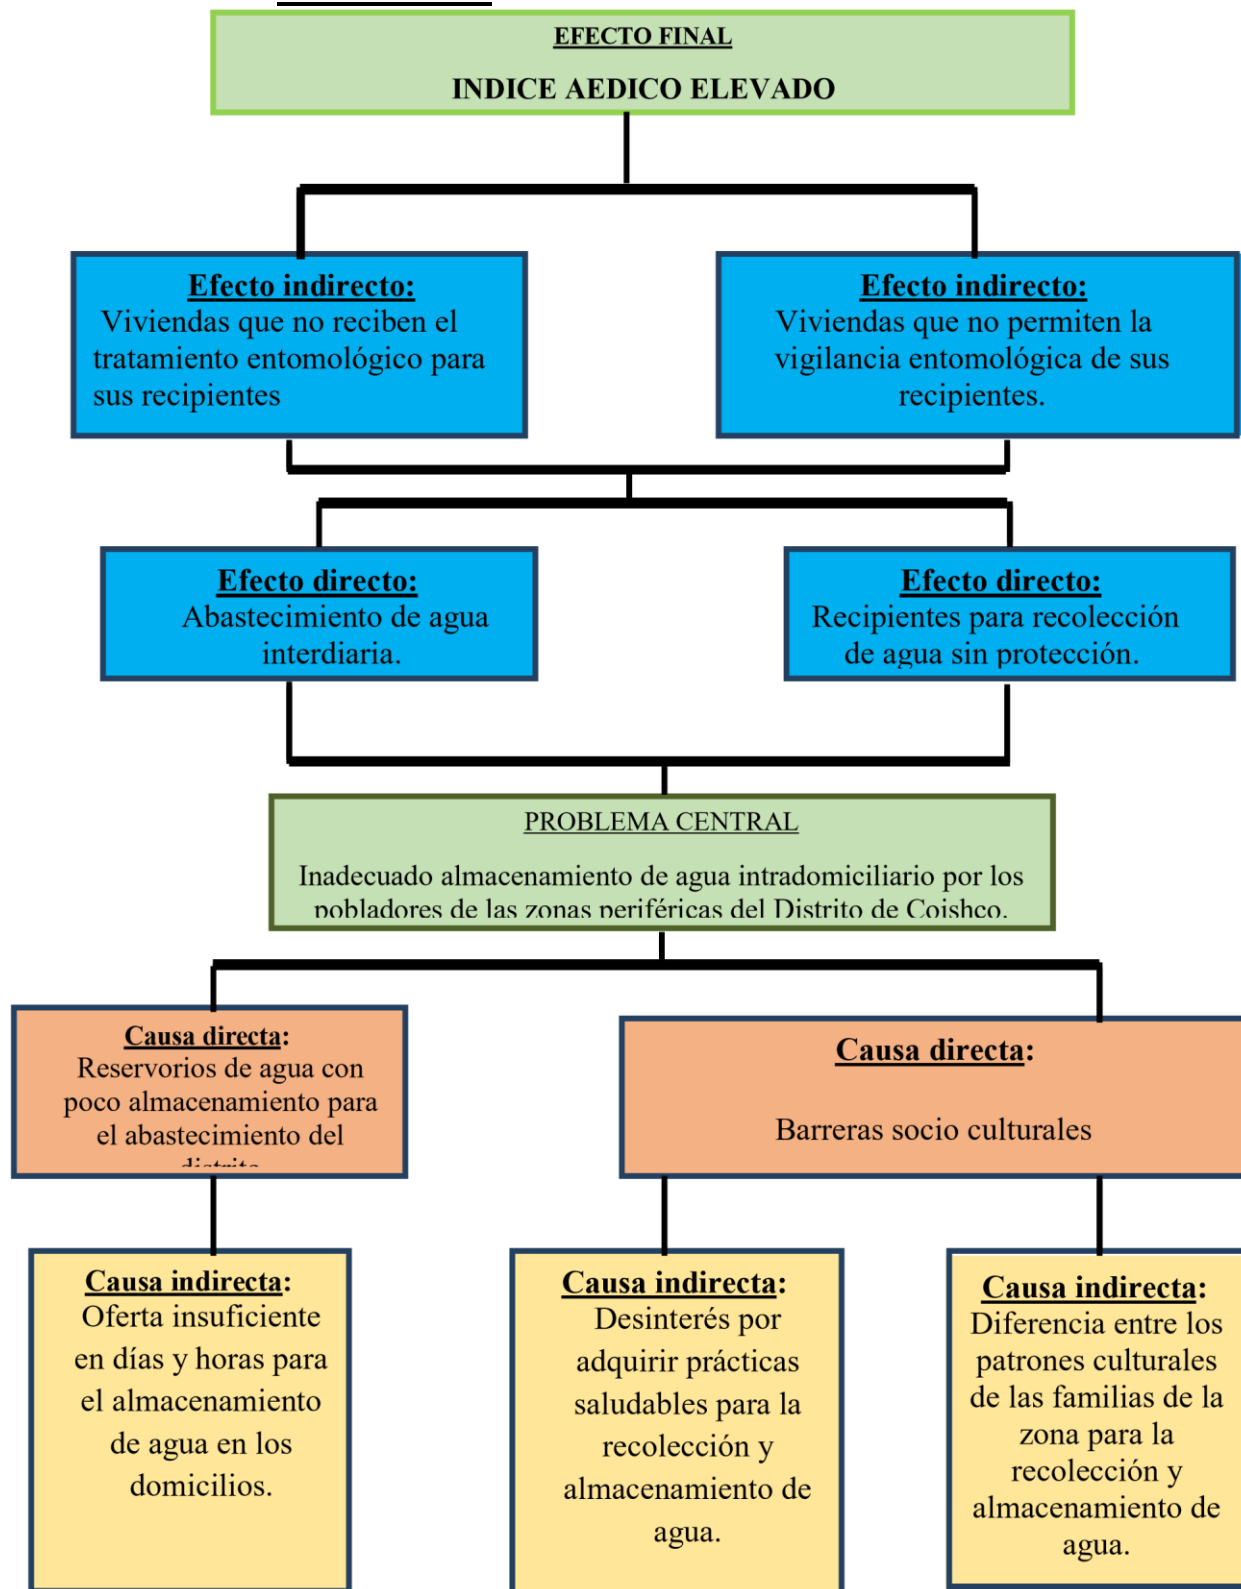 EFECTO FINAL
INDICE AEDICO ELEVADO
Efecto indirecto:
Viviendas que no reciben el
tratamiento entomológico para
sus recipientes
Efecto indirecto:
Viviendas que no permiten la
vigilancia entomológica de sus
recipientes.
Efecto directo:
Abastecimiento de agua
interdiaria.
Efecto directo:
Recipientes para recolección
de agua sin protección.
PROBLEMA CENTRAL
Inadecuado almacenamiento de agua intradomiciliario por los
pobladores de las zonas periféricas del Distrito de Coishco.
Causa directa:
Reservorios de agua con
poco almacenamiento para
el abastecimiento del
distrito
Causa directa:
Barreras socio culturales
Causa indirecta:
Oferta insuficiente
en días y horas para
el almacenamiento
de agua en los
domicilios.
Causa indirecta:
Desinterés por
adquirir prácticas
saludables para la
recolección y
almacenamiento de
agua.
Causa indirecta:
Diferencia entre los
patrones culturales
de las familias de la
zona para la
recolección y
almacenamiento de
agua.